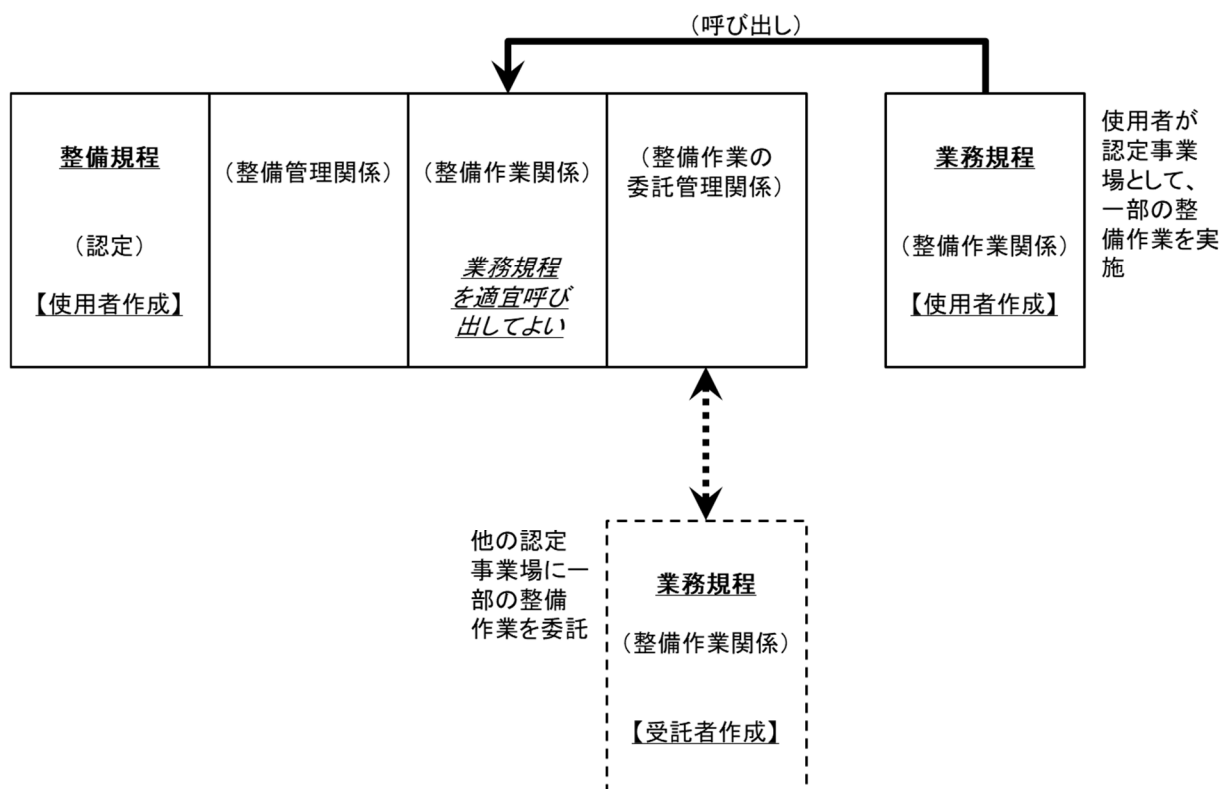 （呼び出し）
整備規程
（認定）
【使用者作成】
（整備管理関係）
（整備作業関係）
業務規程
を適宜呼び
出してよい
（整備作業の
委託管理関係）
業務規程
（整備作業関係）
【使用者作成】
使用者が
認定事業
場として、
一部の整
備作業を実
施
他の認定
事業場に一
部の整備
作業を委託
業務規程
（整備作業関係）
【受託者作成】